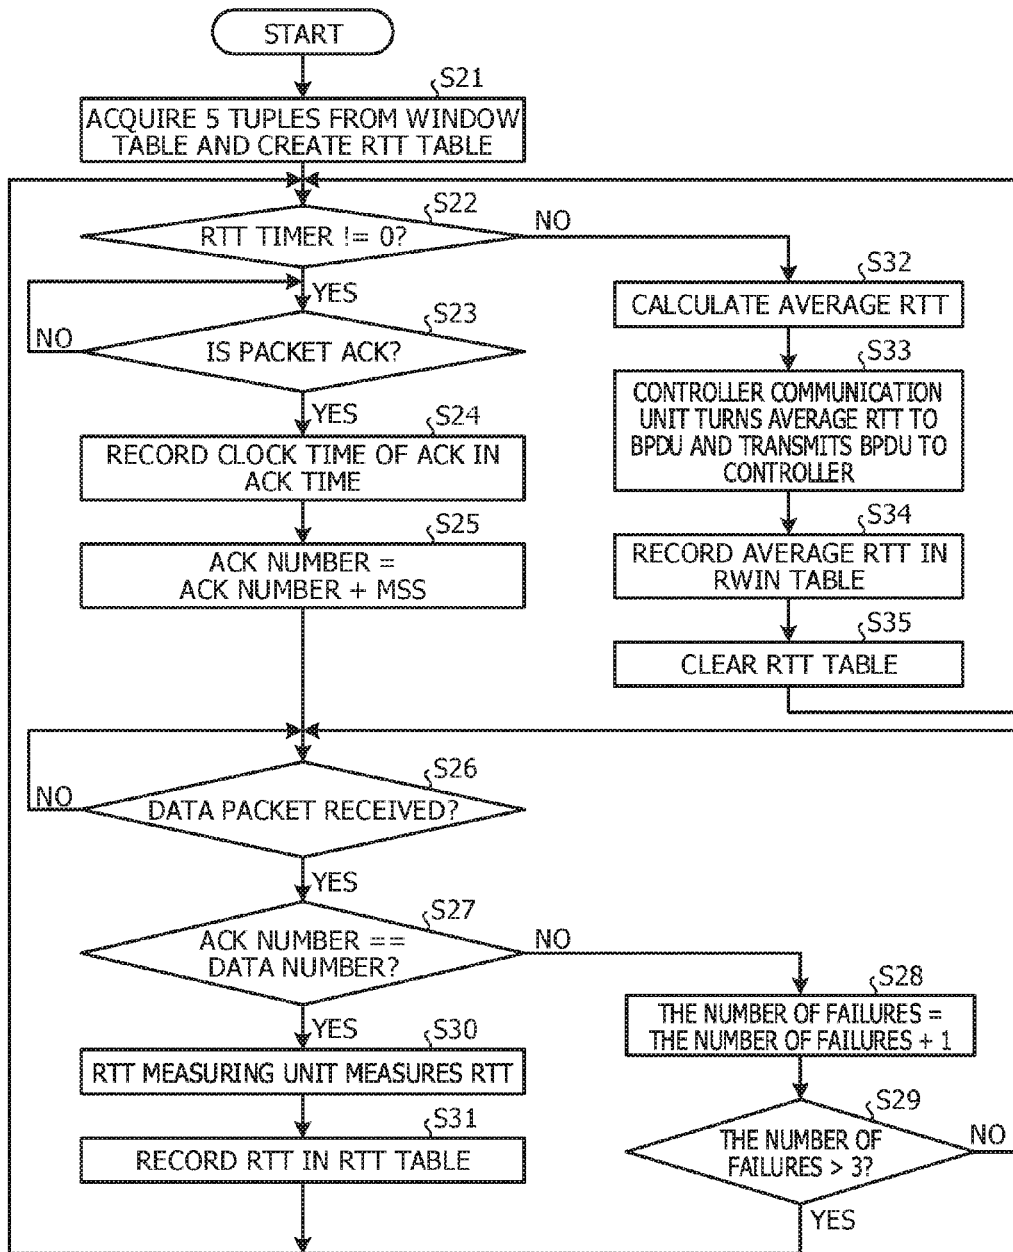 START
S21
ACQUIRE 5 TUPLES FROM WINDOW
TABLE AND CREATE RTT TABLE
S22
RTT TIMER != 0?
NO
YES
S23
IS PACKET ACK?
NO
YES
S24
RECORD CLOCK TIME OF ACK IN
ACK TIME
S25
ACK NUMBER =
ACK NUMBER + MSS
S32
CALCULATE AVERAGE RTT
S33
CONTROLLER COMMUNICATION
UNIT TURNS AVERAGE RTT TO
BPDU AND TRANSMITS BPDU TO
CONTROLLER
S34
RECORD AVERAGE RTT IN
RWIN TABLE
S35
CLEAR RTT TABLE
S26
DATA PACKET RECEIVED?
NO
YES
S27
ACK NUMBER ==
DATA NUMBER?
NO
YES
S28
THE NUMBER OF FAILURES =
THE NUMBER OF FAILURES + 1
S29
THE NUMBER OF
FAILURES > 3?
NO
YES
S30
RTT MEASURING UNIT MEASURES RTT
S31
RECORD RTT IN RTT TABLE